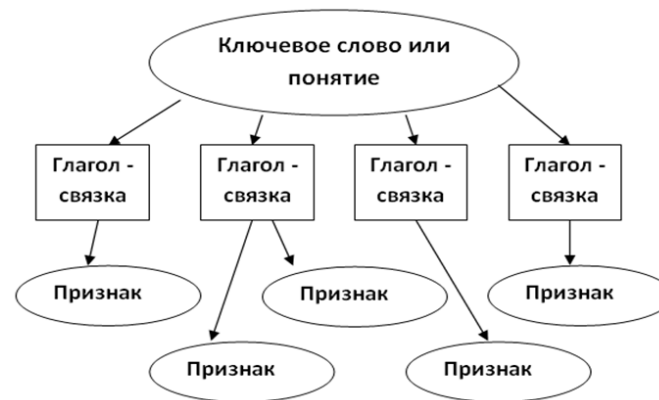 Ключевое слово или
понятие
Глагол -
связка
Глагол -
связка
Глагол -
связка
Глагол -
связка
Признак
Признак
Признак
Признак
Признак